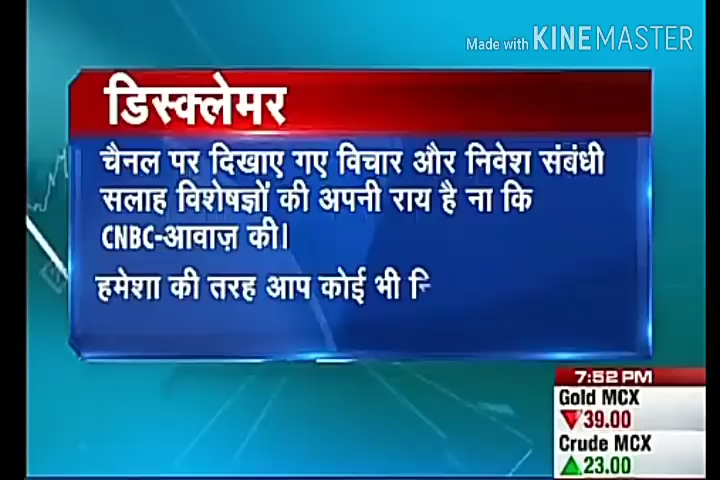 Made with KINEMASTER
डिस्क्लेमर
चैनल पर दिखाए गए विचार और निवेश संबंधी
सलाह विशेषज्ञों की अपनी राय है ना कि
CNBC-आवाज़ की।
हमेशा की तरह आप कोई भी
7:52 PM
Gold MCX
▼39.00
Crude MCX
▲23.00